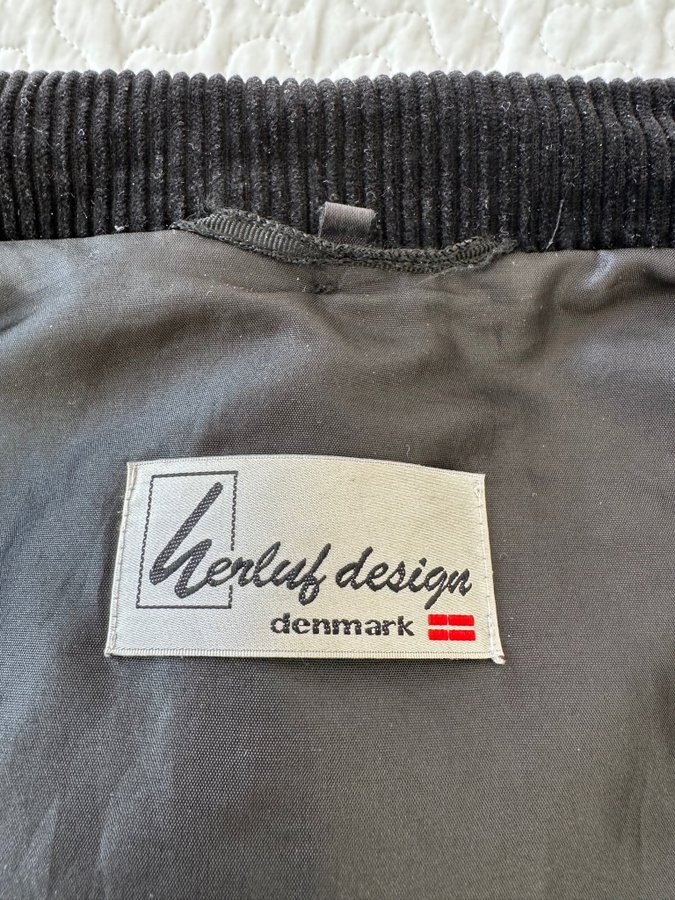 herluf design
denmark